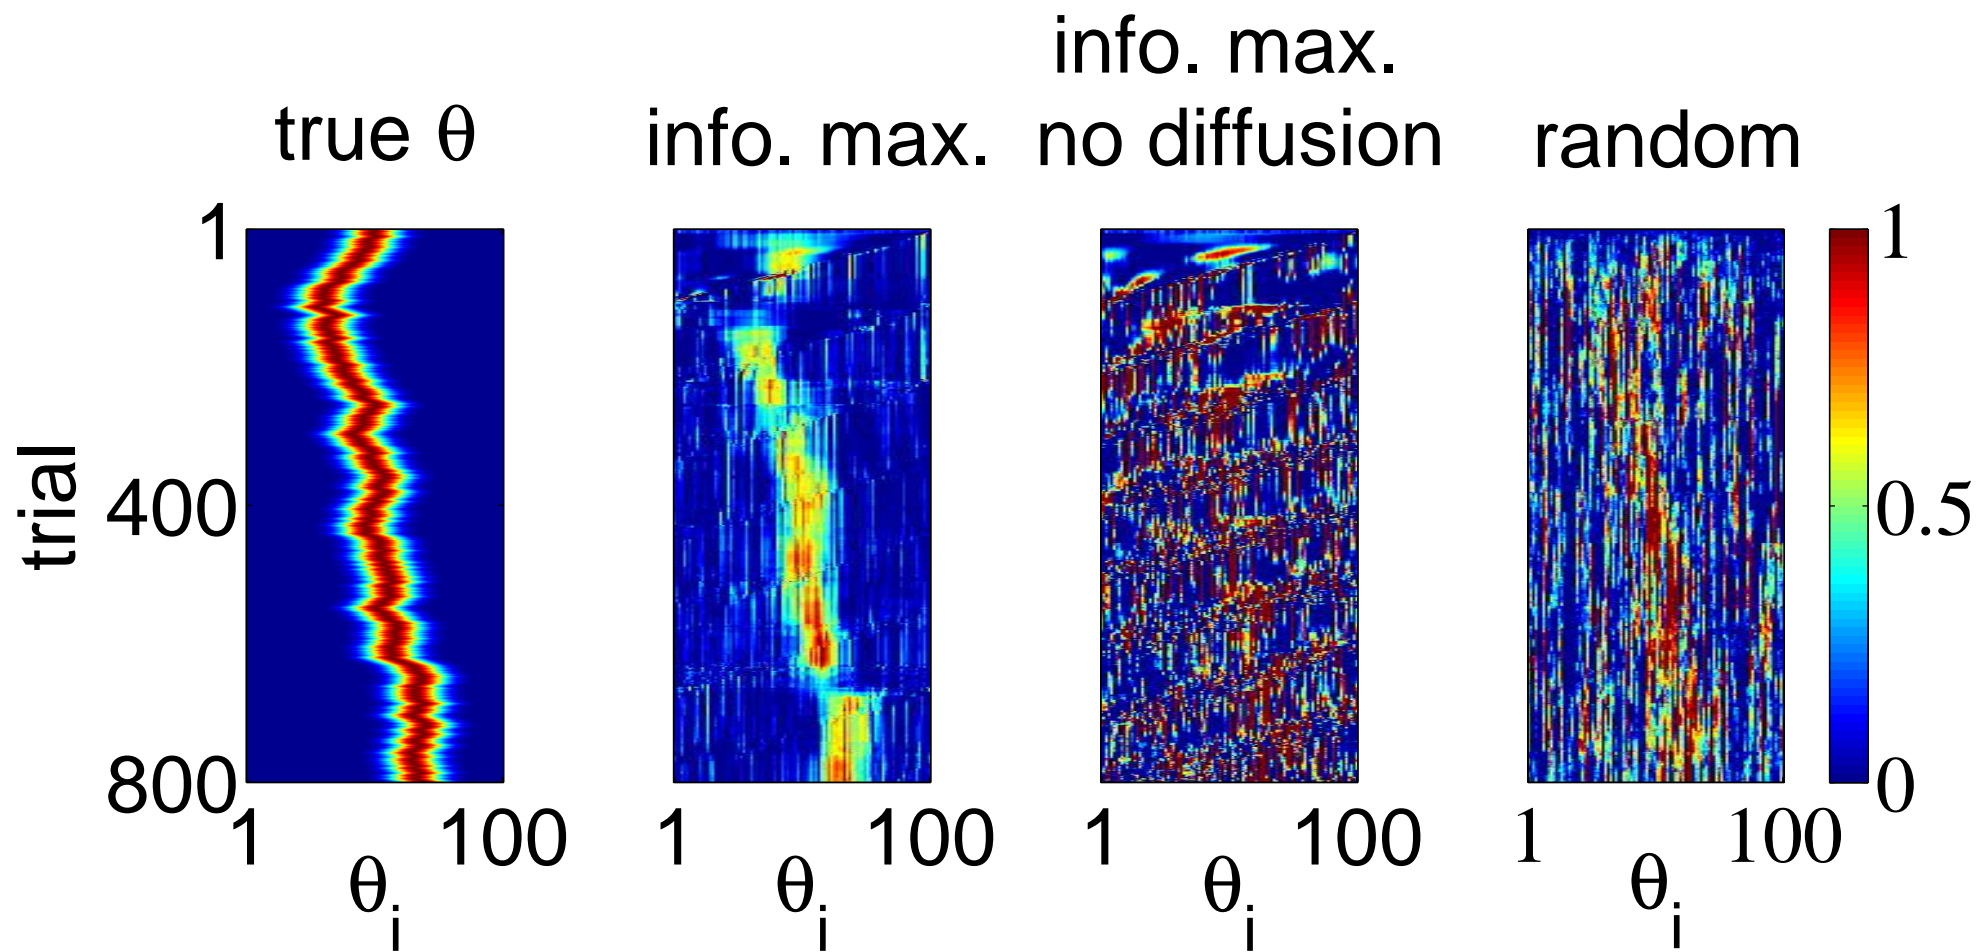 info. max.
true θ info. max. no diffusion random
1
400
800
trial
1 100 1 100 1 100 1 100
θi θi θi θi
1
0.5
0